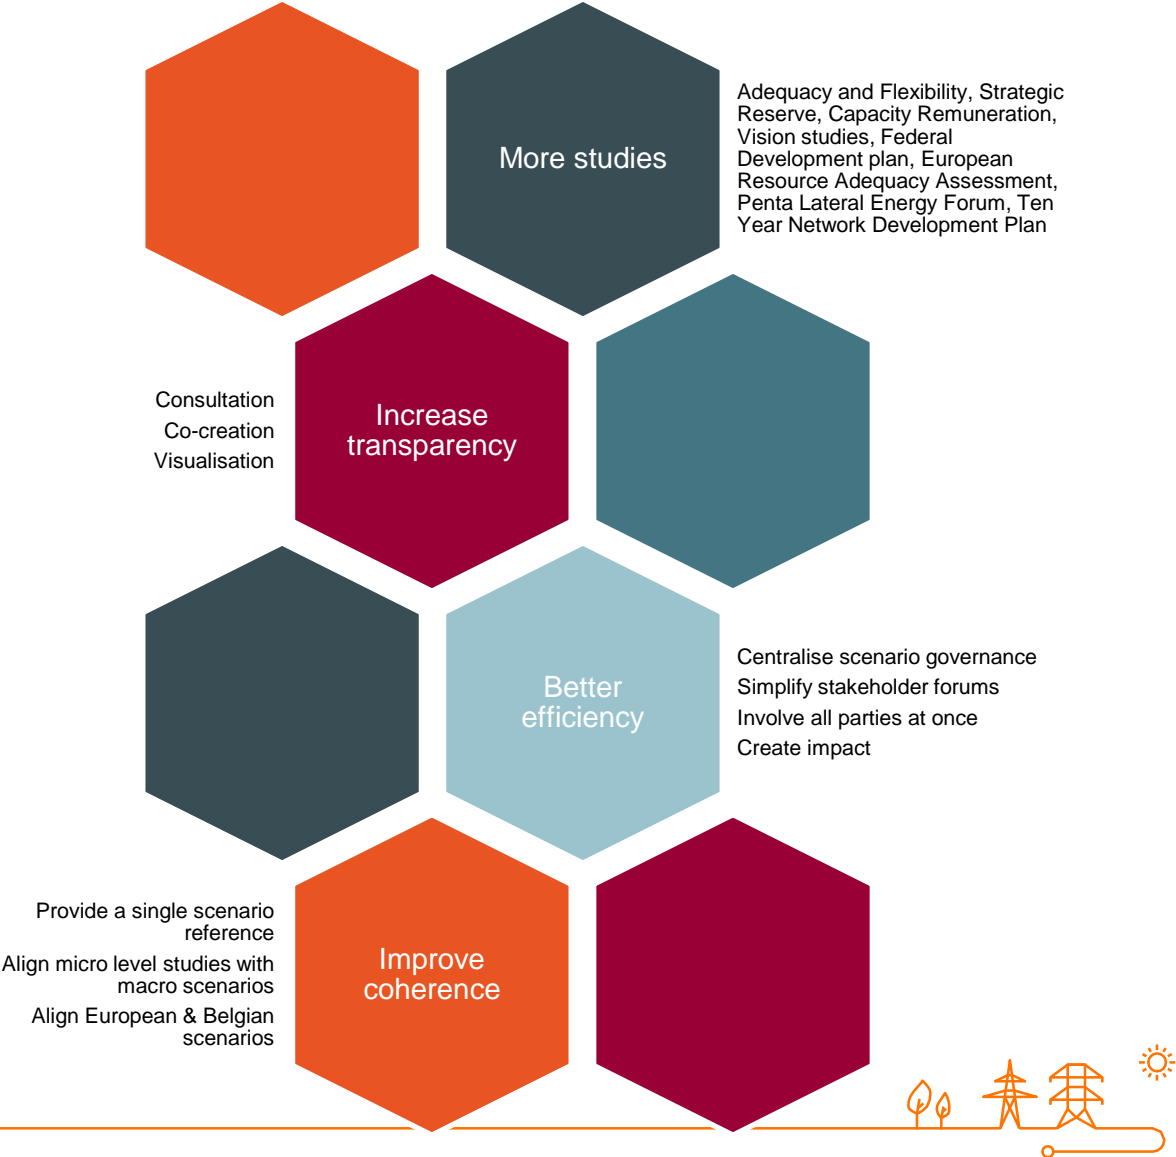 More studies
Adequacy and Flexibility, Strategic
Reserve, Capacity Remuneration,
Vision studies, Federal
Development plan, European
Resource Adequacy Assessment,
Penta Lateral Energy Forum, Ten
Year Network Development Plan
Increase
transparency
Consultation
Co-creation
Visualisation
Better
efficiency
Centralise scenario governance
Simplify stakeholder forums
Involve all parties at once
Create impact
Improve
coherence
Provide a single scenario
reference
Align micro level studies with
macro scenarios
Align European & Belgian
scenarios